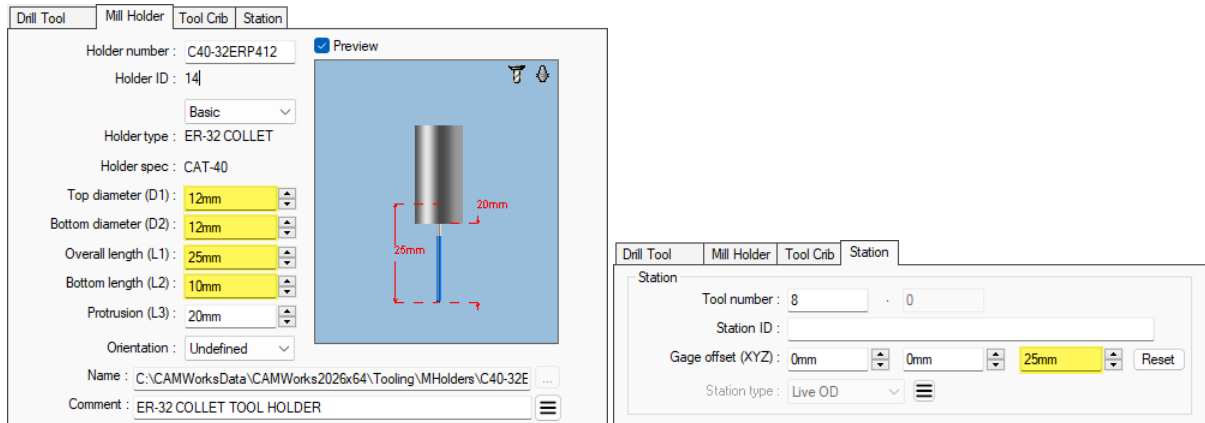 Drill Tool Mill Holder Tool Crib Station
Holder number : C40-32ERP412
Preview
Holder ID : 14
Basic
Holder type : ER-32 COLLET
Holder spec : CAT-40
Top diameter (D1) : 12mm
Bottom diameter (D2) : 12mm
Overall length (L1) : 25mm
Bottom length (L2) : 10mm
Protrusion (L3) : 20mm
Orientation : Undefined
Name : C:\CAMWorksData\CAMWorks2026x64\Tooling\MHolders\C40-32E ...
Comment : ER-32 COLLET TOOL HOLDER
20mm
25mm
Drill Tool Mill Holder Tool Crib Station
Station
Tool number : 8 . 0
Station ID :
Gage offset (XYZ) : 0mm 0mm 25mm Reset
Station type : Live OD